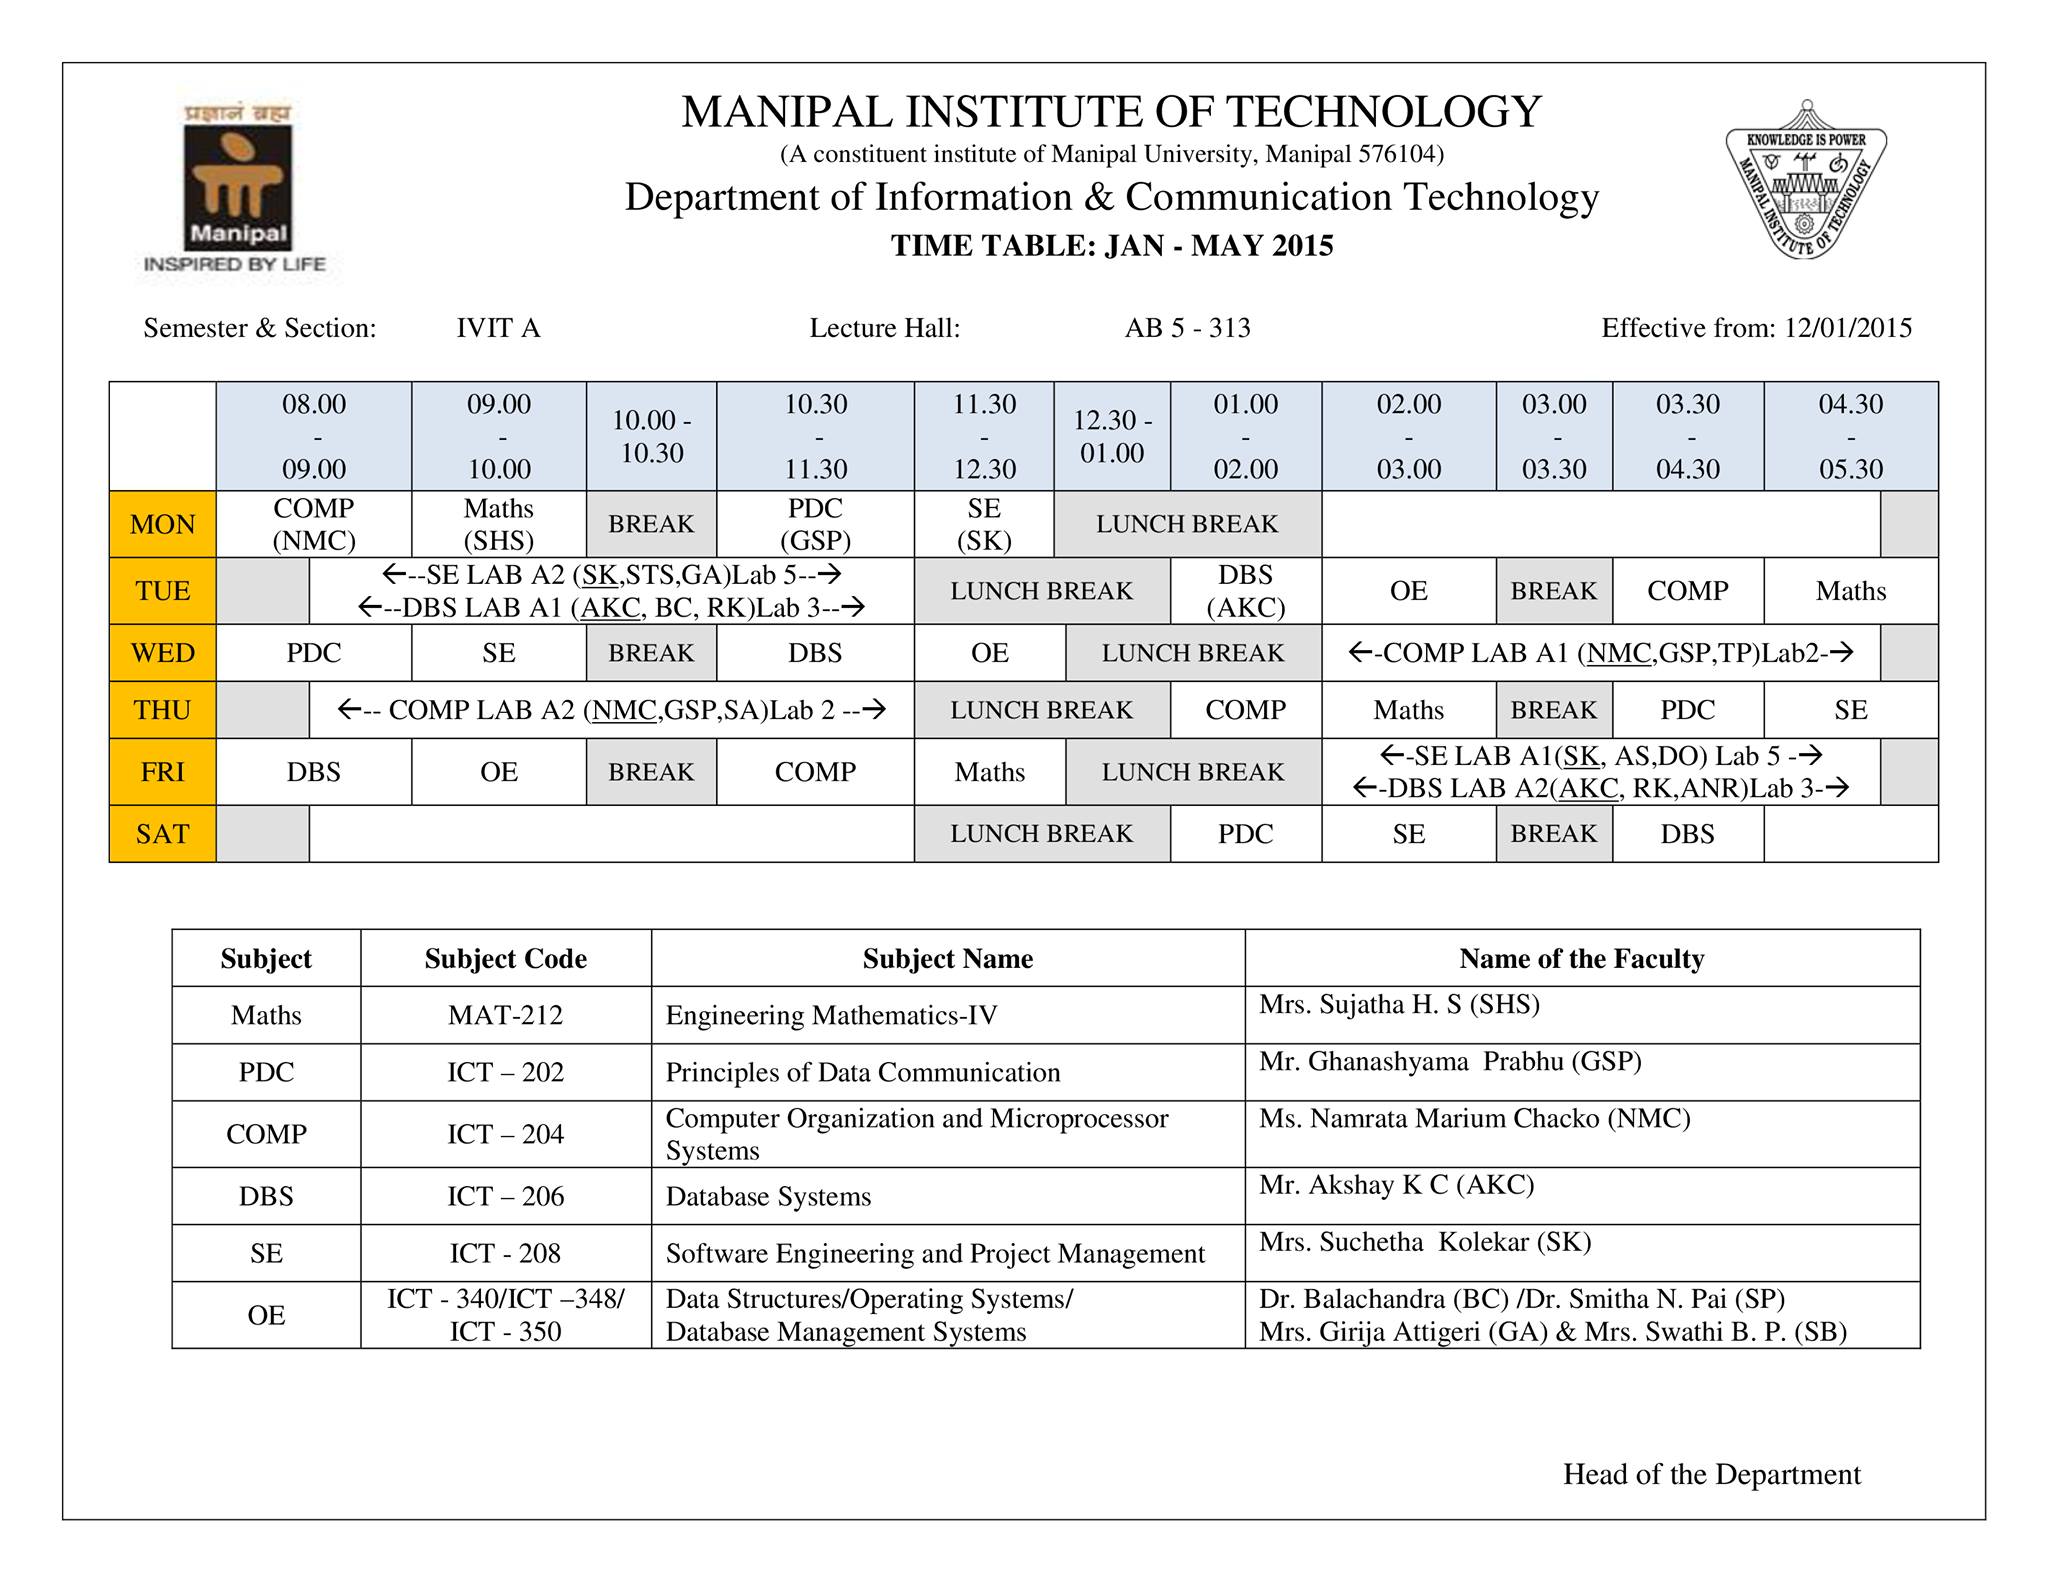 प्रज्ञानं ब्रह्म
Manipal
INSPIRED BY LIFE
MANIPAL INSTITUTE OF TECHNOLOGY
(A constituent institute of Manipal University, Manipal 576104)
Department of Information & Communication Technology
TIME TABLE: JAN - MAY 2015
KNOWLEDGE IS POWER
MANIPAL INSTITUTE OF TECHNOLOGY
Semester & Section: IVIT A Lecture Hall: AB 5 - 313 Effective from: 12/01/2015
08.00 - 09.00
09.00 - 10.00
10.00 - 10.30
10.30 - 11.30
11.30 - 12.30
12.30 - 01.00
01.00 - 02.00
02.00 - 03.00
03.00 - 03.30
03.30 - 04.30
04.30 - 05.30
MON
COMP (NMC)
Maths (SHS)
BREAK
PDC (GSP)
SE (SK)
LUNCH BREAK
TUE
←--SE LAB A2 (SK,STS,GA)Lab 5--→
←--DBS LAB A1 (AKC, BC, RK)Lab 3--→
LUNCH BREAK
DBS (AKC)
OE
BREAK
COMP
Maths
WED
PDC
SE
BREAK
DBS
OE
LUNCH BREAK
←-COMP LAB A1 (NMC,GSP,TP)Lab2-→
THU
←-- COMP LAB A2 (NMC,GSP,SA)Lab 2 --→
LUNCH BREAK
COMP
Maths
BREAK
PDC
SE
FRI
DBS
OE
BREAK
COMP
Maths
LUNCH BREAK
←-SE LAB A1(SK, AS,DO) Lab 5 -→
←-DBS LAB A2(AKC, RK,ANR)Lab 3-→
SAT
LUNCH BREAK
PDC
SE
BREAK
DBS
Subject Subject Code Subject Name Name of the Faculty
Maths MAT-212 Engineering Mathematics-IV Mrs. Sujatha H. S (SHS)
PDC ICT – 202 Principles of Data Communication Mr. Ghanashyama Prabhu (GSP)
COMP ICT – 204 Computer Organization and Microprocessor Systems Ms. Namrata Marium Chacko (NMC)
DBS ICT – 206 Database Systems Mr. Akshay K C (AKC)
SE ICT - 208 Software Engineering and Project Management Mrs. Suchetha Kolekar (SK)
OE ICT - 340/ICT –348/ ICT - 350 Data Structures/Operating Systems/ Database Management Systems Dr. Balachandra (BC) /Dr. Smitha N. Pai (SP) Mrs. Girija Attigeri (GA) & Mrs. Swathi B. P. (SB)
Head of the Department